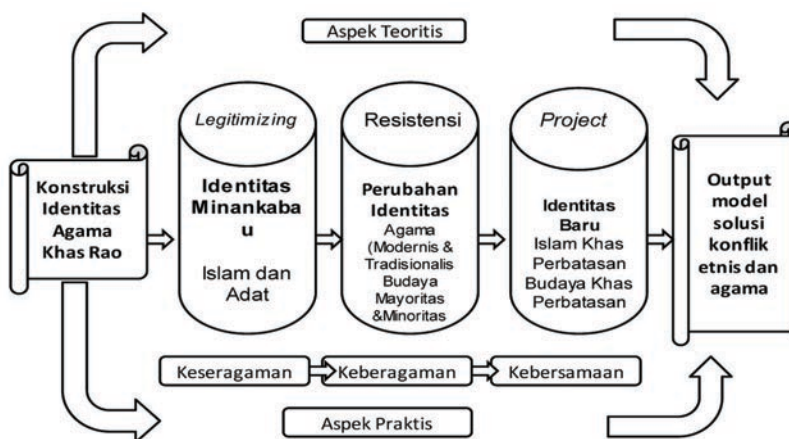 Aspek Teoritis
Konstruksi
Identitas
Agama
Khas Rao
Legitimizing
Identitas
Minankaba
u
Islam dan
Adat
Resistensi
Perubahan
Identitas
Agama
(Modernis &
Tradisionalis
Budaya
Mayoritas
&Minoritas
Project
Identitas
Baru
Islam Khas
Perbatasan
Budaya Khas
Perbatasan
Output
model
solusi
konflik
etnis dan
agama
Keseragaman
Keberagaman
Kebersamaan
Aspek Praktis